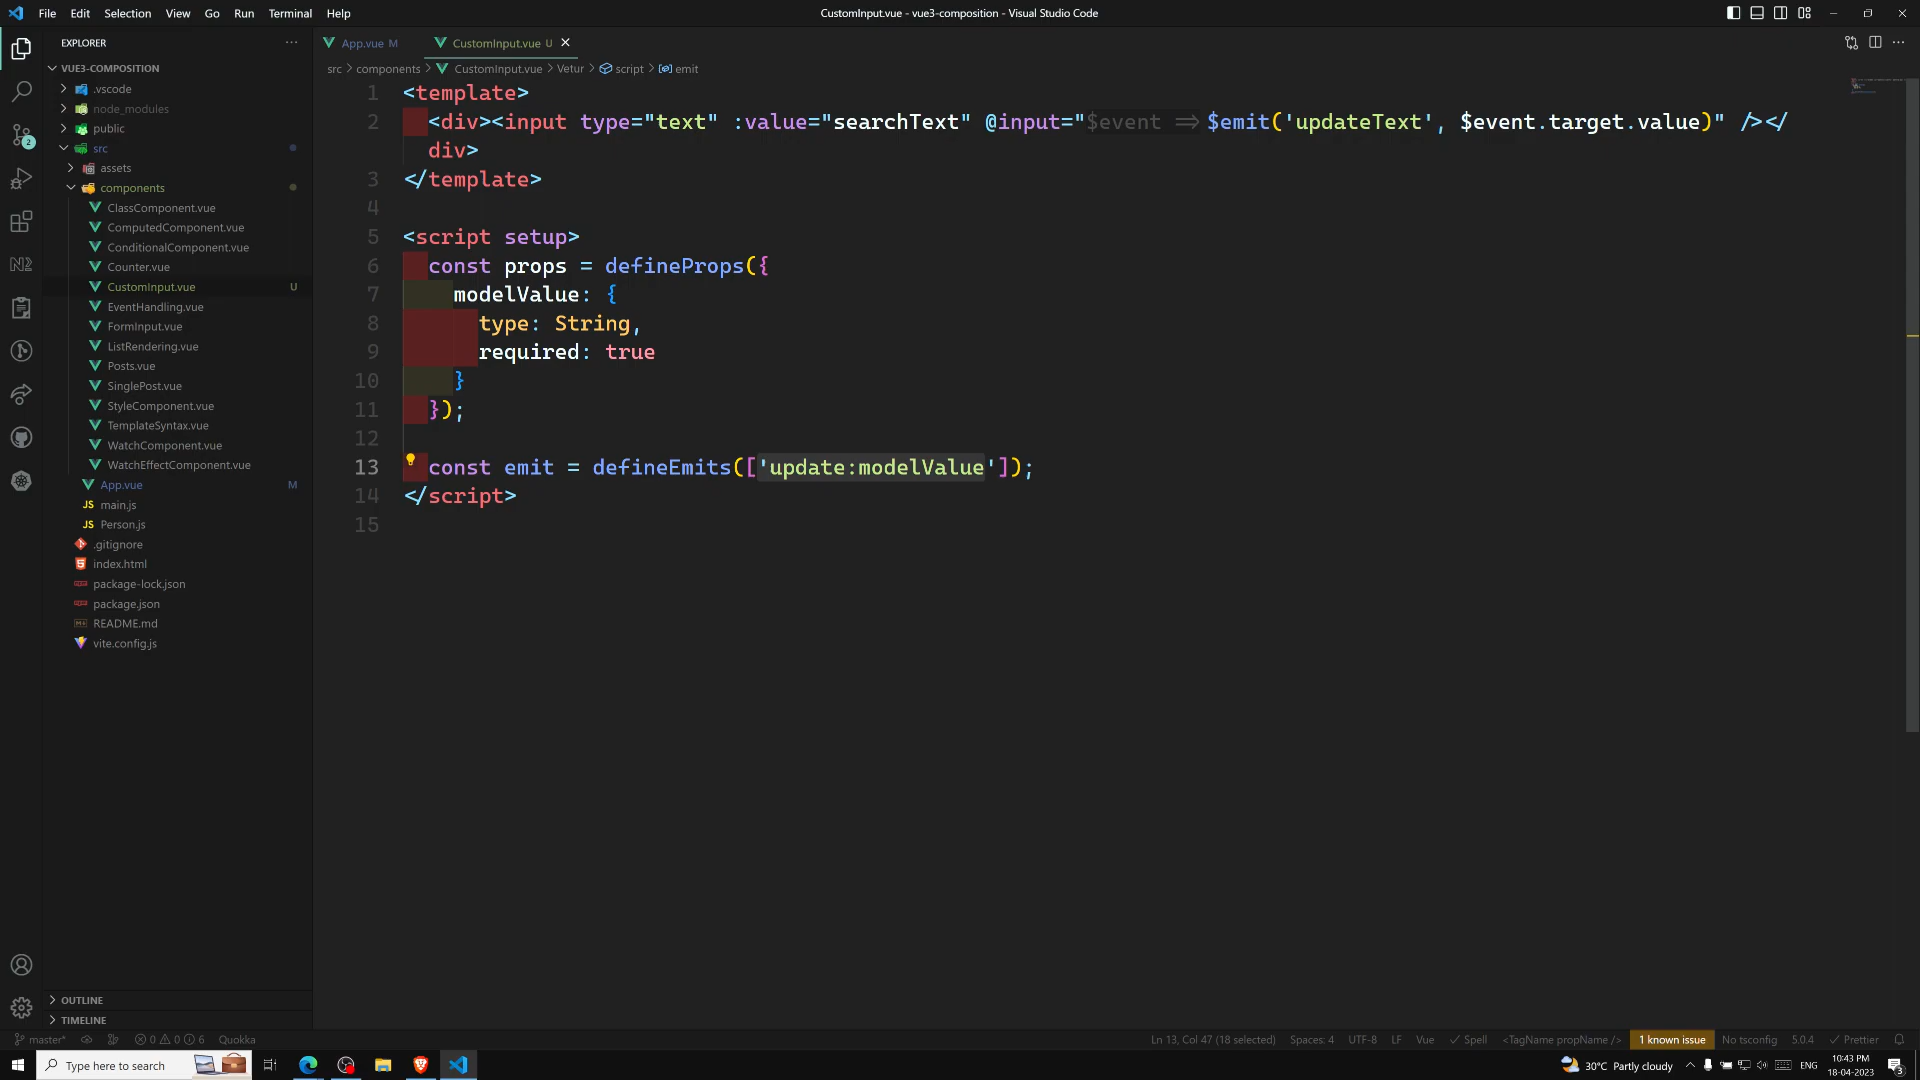 File Edit Selection View Go Run Terminal Help
CustomInput.vue - vue3-composition - Visual Studio Code
EXPLORER
VUE3-COMPOSITION
.vscode
node_modules
public
src
assets
components
ClassComponent.vue
ComputedComponent.vue
ConditionalComponent.vue
Counter.vue
CustomInput.vue U
EventHandling.vue
FormInput.vue
ListRendering.vue
Posts.vue
SinglePost.vue
StyleComponent.vue
TemplateSyntax.vue
WatchComponent.vue
WatchEffectComponent.vue
App.vue M
JS main.js
JS Person.js
.gitignore
index.html
package-lock.json
package.json
README.md
vite.config.js
OUTLINE
TIMELINE
App.vue M CustomInput.vue U
src > components > CustomInput.vue > Vetur > script > emit
1 <template>
2 <div><input type="text" :value="searchText" @input="$event => $emit('updateText', $event.target.value)" /></
div>
3 </template>
4
5 <script setup>
6 const props = defineProps({
7 modelValue: {
8 type: String,
9 required: true
10 }
11 });
12
13 const emit = defineEmits(['update:modelValue']);
14 </script>
15
master* 0 0 6 Quokka
Ln 13, Col 47 (18 selected) Spaces: 4 UTF-8 LF Vue Spell <TagName propName /> 1 known issue No tsconfig 5.0.4 Prettier
Type here to search
30°C Partly cloudy ENG
10:43 PM
18-04-2023
3